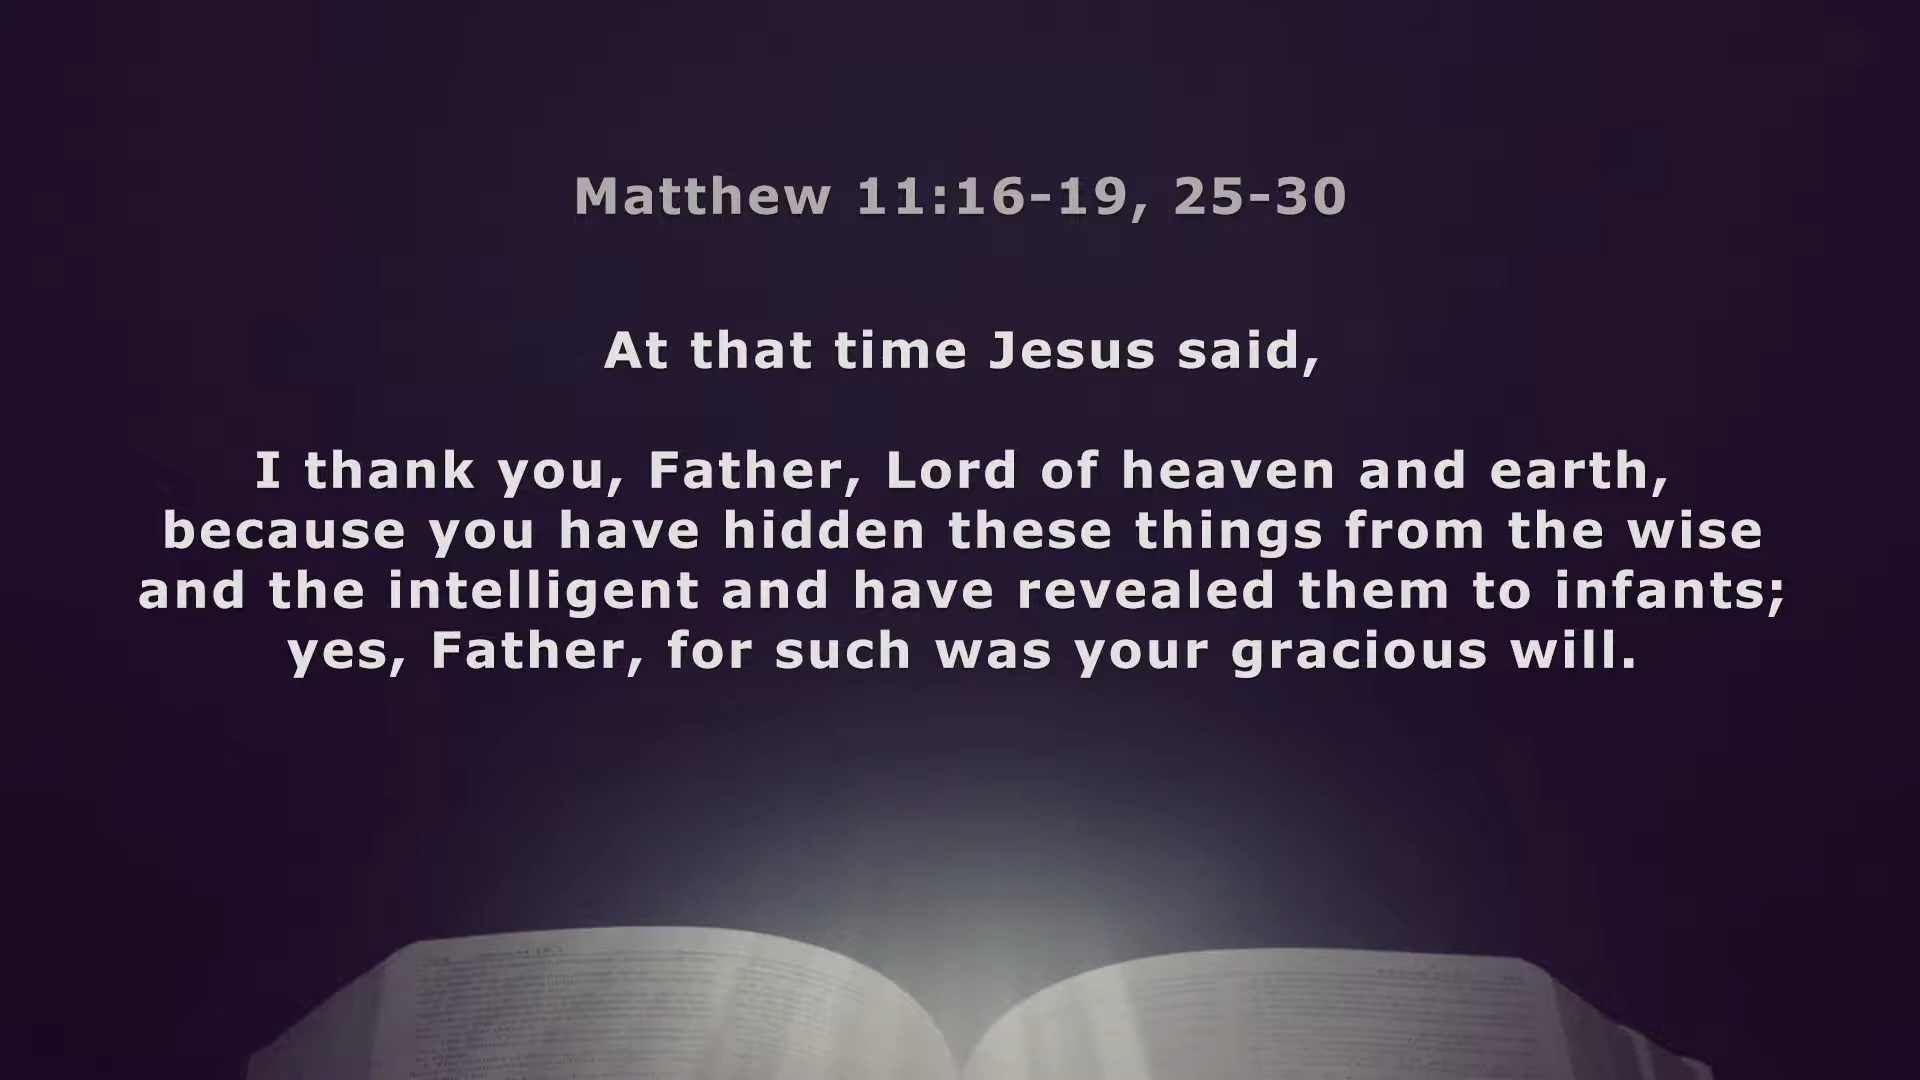 Matthew 11:16-19, 25-30
At that time Jesus said,
I thank you, Father, Lord of heaven and earth,
because you have hidden these things from the wise
and the intelligent and have revealed them to infants;
yes, Father, for such was your gracious will.